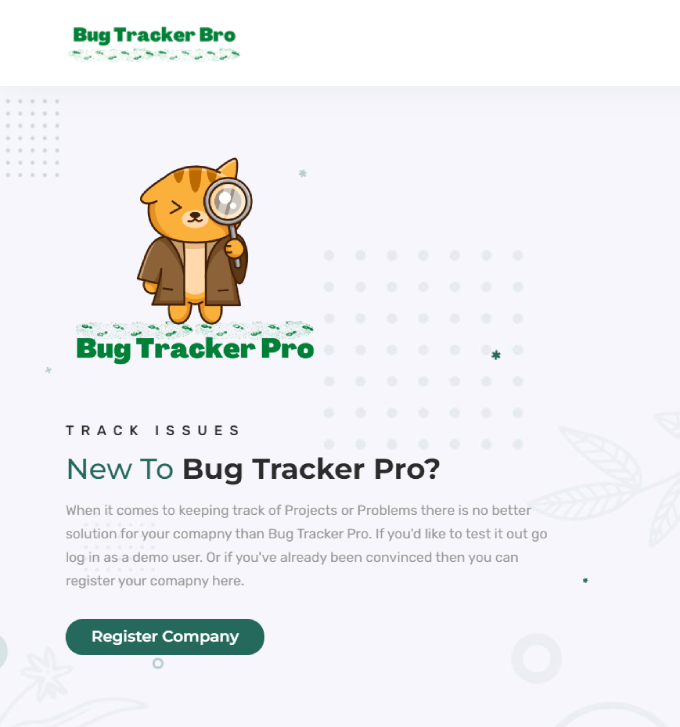 Bug Tracker Bro
Bug Tracker Pro
TRACK ISSUES
New To Bug Tracker Pro?
When it comes to keeping track of Projects or Problems there is no better
solution for your comapny than Bug Tracker Pro. If you'd like to test it out go
log in as a demo user. Or if you've already been convinced then you can
register your comapny here.
Register Company